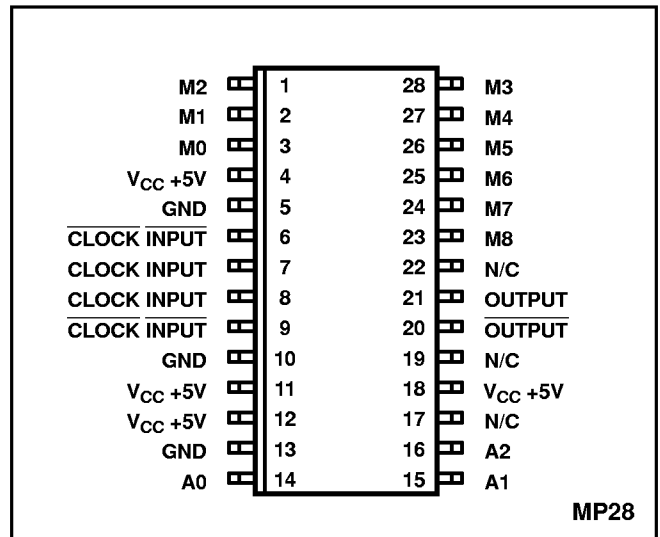 M2 1 28 M3
M1 2 27 M4
M0 3 26 M5
VCC +5V 4 25 M6
GND 5 24 M7
CLOCK INPUT 6 23 M8
CLOCK INPUT 7 22 N/C
CLOCK INPUT 8 21 OUTPUT
CLOCK INPUT 9 20 OUTPUT
GND 10 19 N/C
VCC +5V 11 18 VCC +5V
VCC +5V 12 17 N/C
GND 13 16 A2
A0 14 15 A1
MP28